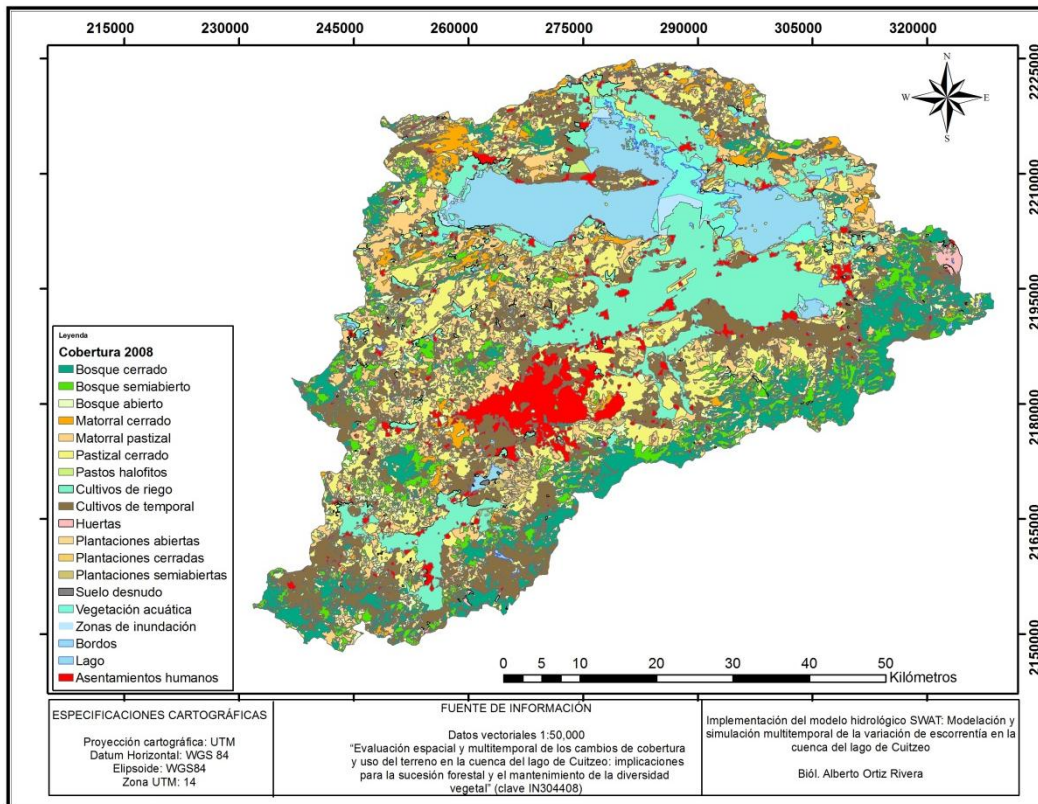 215000 230000 245000 260000 275000 290000 305000 320000
2225000
2210000
2195000
2180000
2165000
2150000
N
W E
S
Leyenda
Cobertura 2008
Bosque cerrado
Bosque semiabierto
Bosque abierto
Matorral cerrado
Matorral pastizal
Pastizal cerrado
Pastos halofitos
Cultivos de riego
Cultivos de temporal
Huertas
Plantaciones abiertas
Plantaciones cerradas
Plantaciones semiabiertas
Suelo desnudo
Vegetación acuática
Zonas de inundación
Bordos
Lago
Asentamientos humanos
0 5 10 20 30 40 50
Kilómetros
ESPECIFICACIONES CARTOGRÁFICAS
Proyección cartográfica: UTM
Datum Horizontal: WGS 84
Elipsoide: WGS84
Zona UTM: 14
FUENTE DE INFORMACIÓN
Datos vectoriales 1:50,000
"Evaluación espacial y multitemporal de los cambios de cobertura
y uso del terreno en la cuenca del lago de Cuitzeo: implicaciones
para la sucesión forestal y el mantenimiento de la diversidad
vegetal" (clave IN304408)
Implementación del modelo hidrológico SWAT: Modelación y
simulación multitemporal de la variación de escorrentía en la
cuenca del lago de Cuitzeo
Biól. Alberto Ortiz Rivera